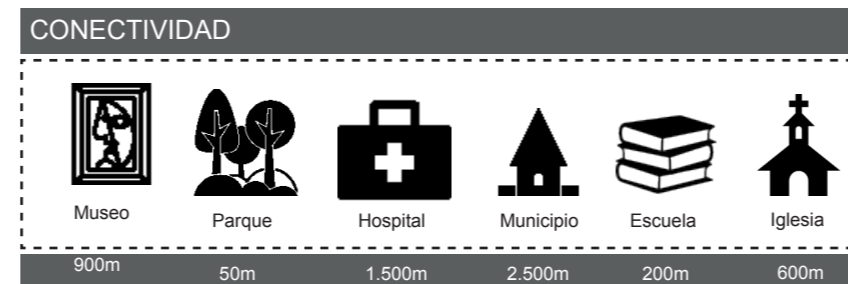 CONECTIVIDAD
Museo Parque Hospital Municipio Escuela Iglesia
900m 50m 1.500m 2.500m 200m 600m